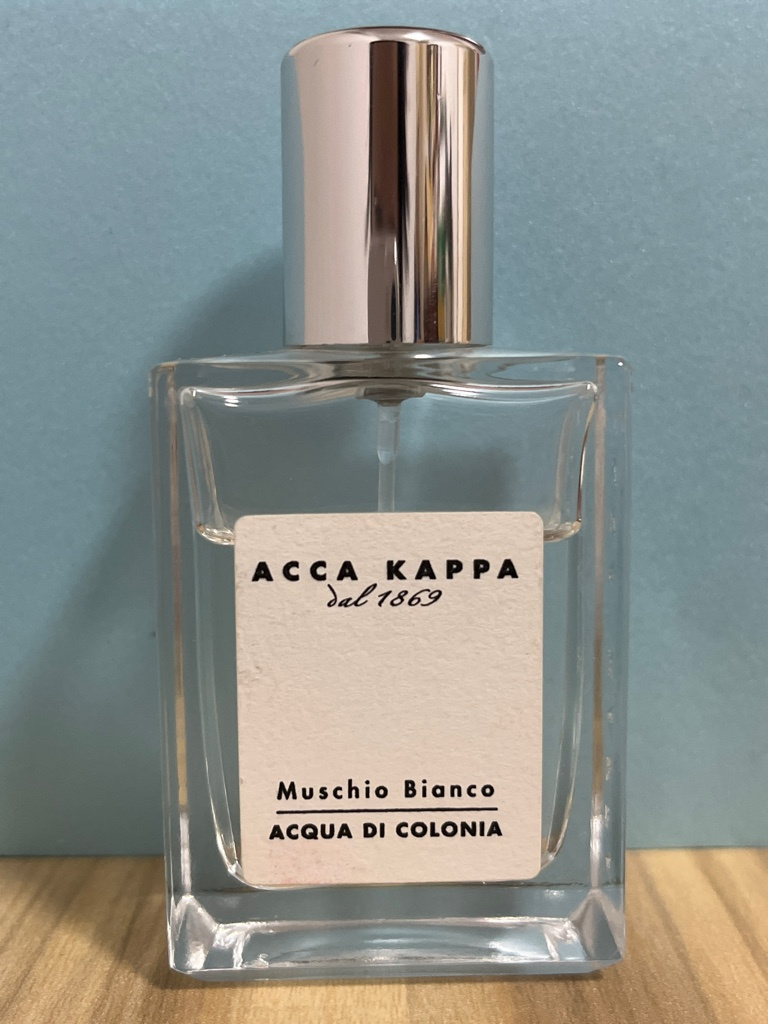 ACCA KAPPA
dal 1869
Muschio Bianco
ACQUA DI COLONIA